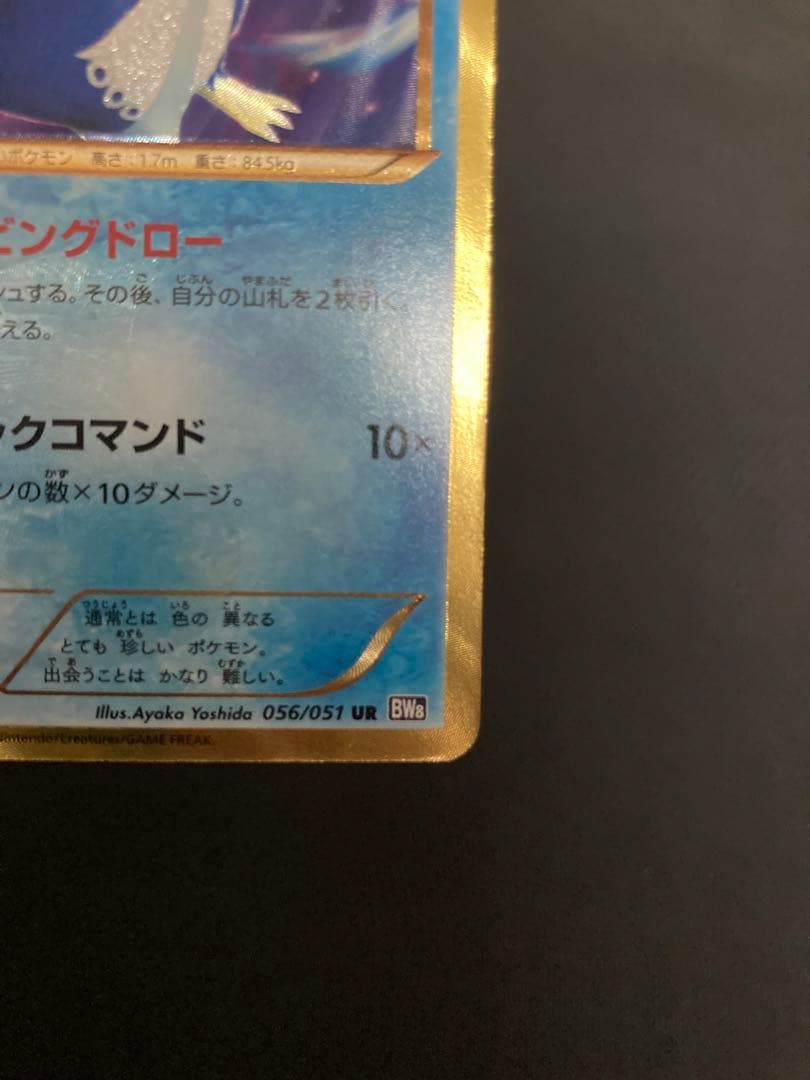 ポケモン 高さ：1.7m 重さ：84.5kg
ビングドロー
ュする。その後、自分の山札を2枚引く。
える。
ックコマンド 10×
ンの数×10ダメージ。
通常とは 色の 異なる
とても 珍しい ポケモン。
出会うことは かなり 難しい。
Illus.Ayaka Yoshida 056/051 UR BW8
Nintendo/Creatures/GAME FREAK.